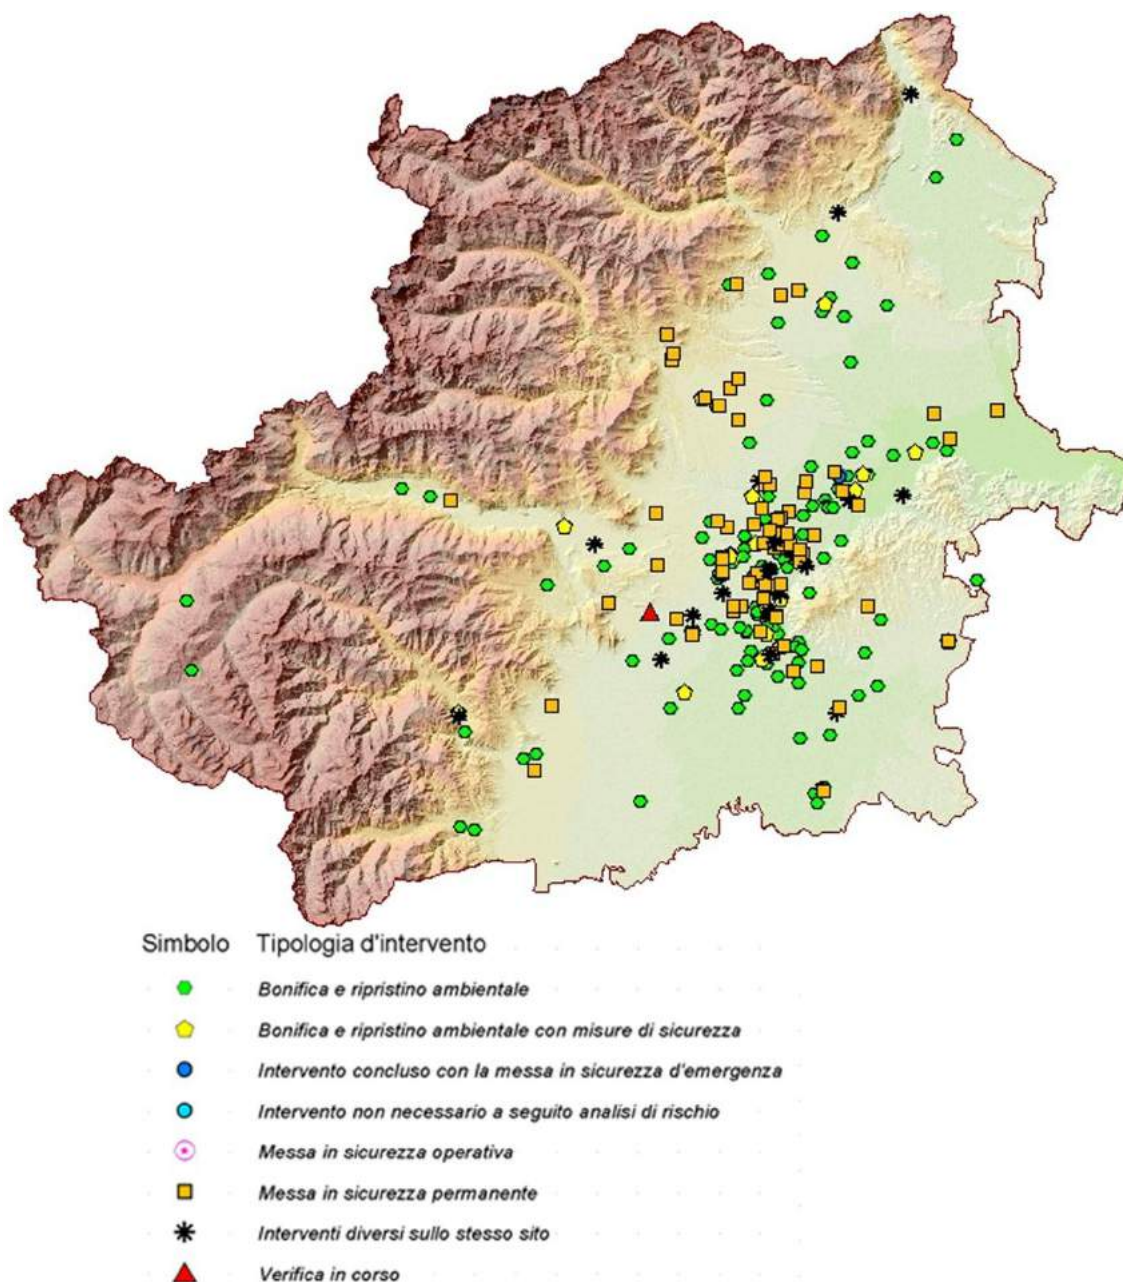 Simbolo Tipologia d'intervento
Bonifica e ripristino ambientale
Bonifica e ripristino ambientale con misure di sicurezza
Intervento concluso con la messa in sicurezza d'emergenza
Intervento non necessario a seguito analisi di rischio
Messa in sicurezza operativa
Messa in sicurezza permanente
Interventi diversi sullo stesso sito
Verifica in corso